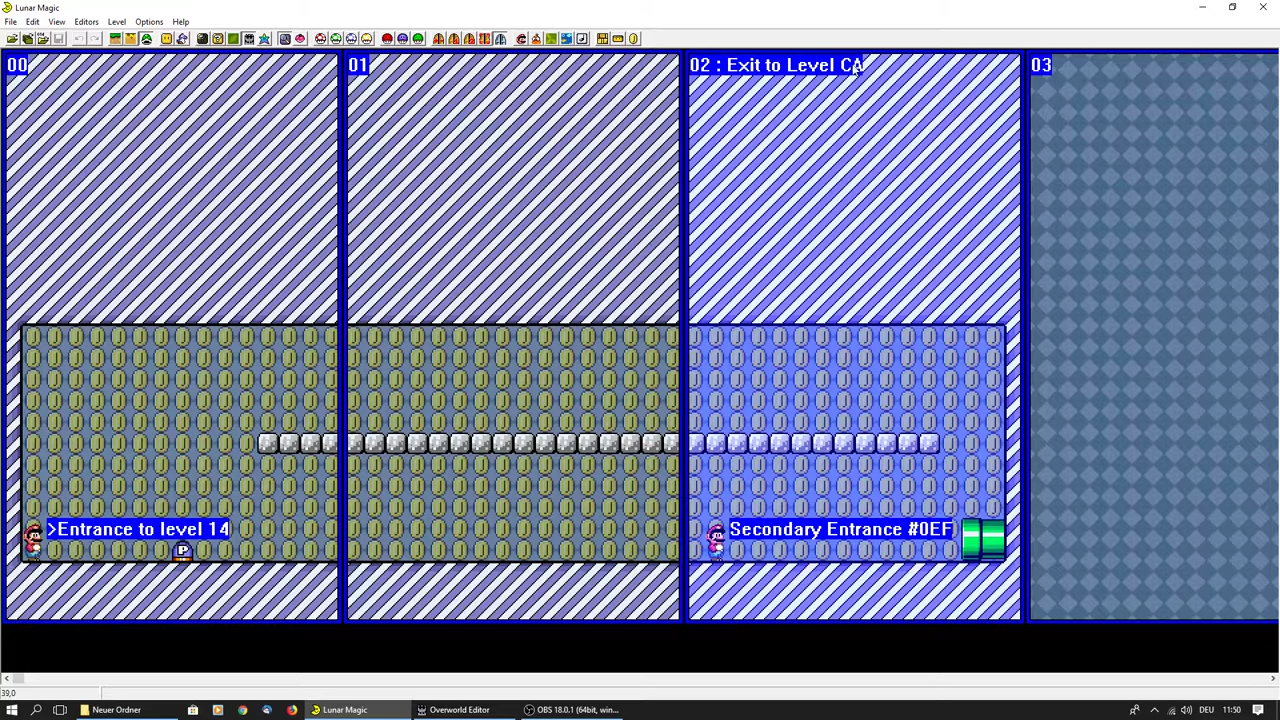 Lunar Magic
File Edit View Editors Level Options Help
00
01
02 : Exit to Level CA
03
>Entrance to level 14
P
Secondary Entrance #0EF
39,0
Neuer Ordner
Lunar Magic
Overworld Editor
OBS 18.0.1 (64bit, win...
DEU
11:50